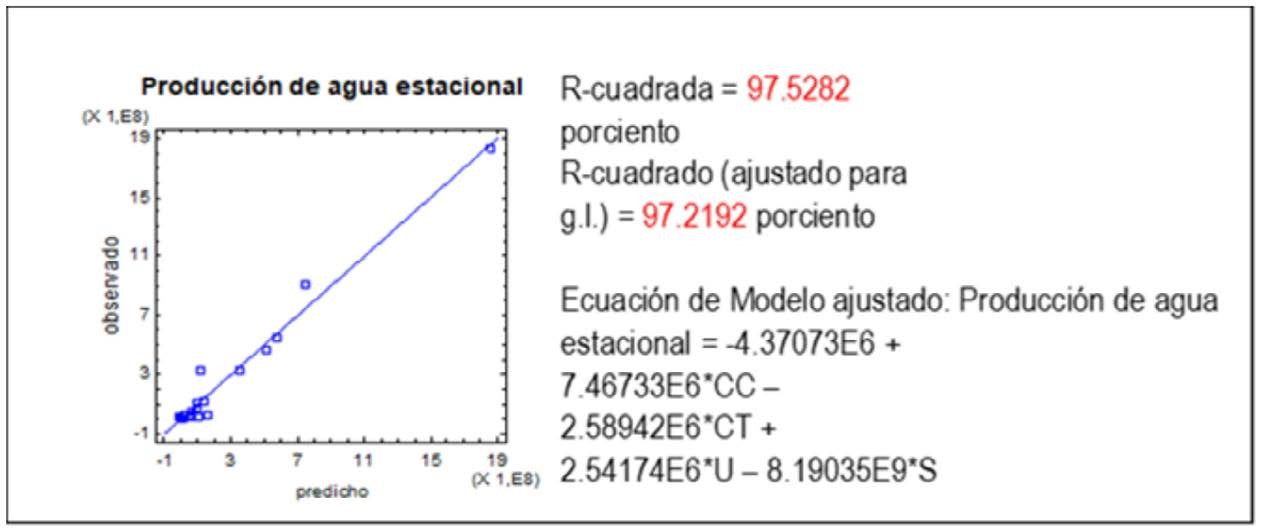 Producción de agua estacional
(X 1,E8)
19
15
11
7
3
-1
observado
-1 3 7 11 15 19
(X 1,E8)
predicho
R-cuadrada = 97.5282
porciento
R-cuadrado (ajustado para
g.l.) = 97.2192 porciento
Ecuación de Modelo ajustado: Producción de agua
estacional = -4.37073E6 +
7.46733E6*CC –
2.58942E6*CT +
2.54174E6*U – 8.19035E9*S